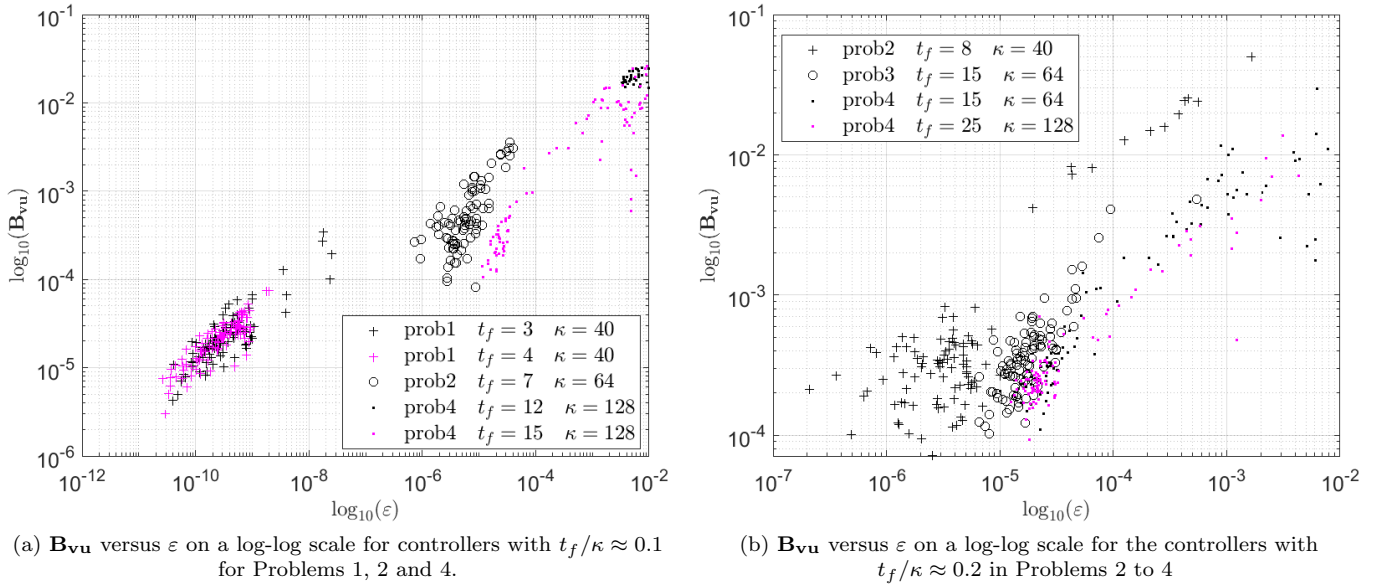 10^-1
10^-2
10^-3
10^-4
10^-5
10^-6
log10(B_vu)
prob1 t_f = 3 κ = 40
prob1 t_f = 4 κ = 40
prob2 t_f = 7 κ = 64
prob4 t_f = 12 κ = 128
prob4 t_f = 15 κ = 128
10^-12 10^-10 10^-8 10^-6 10^-4 10^-2
log10(ε)
(a) B_vu versus ε on a log-log scale for controllers with t_f/κ ≈ 0.1
for Problems 1, 2 and 4.
10^-1
10^-2
10^-3
10^-4
log10(B_vu)
prob2 t_f = 8 κ = 40
prob3 t_f = 15 κ = 64
prob4 t_f = 15 κ = 64
prob4 t_f = 25 κ = 128
10^-7 10^-6 10^-5 10^-4 10^-3 10^-2
log10(ε)
(b) B_vu versus ε on a log-log scale for the controllers with
t_f/κ ≈ 0.2 in Problems 2 to 4